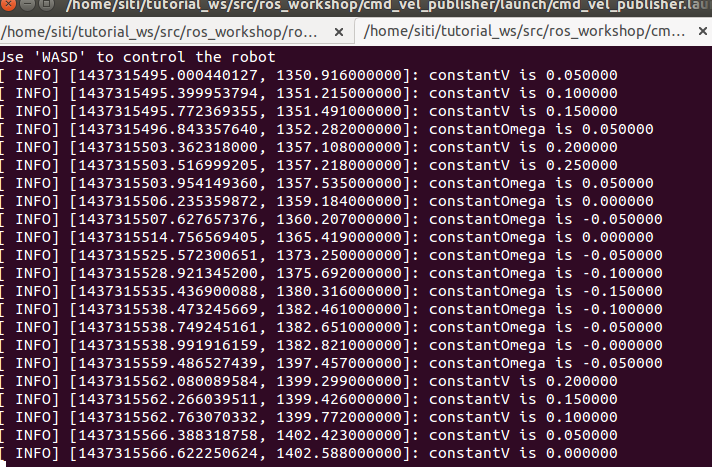 /home/siti/tutorial_ws/src/ros_workshop/cmd_vel_publisher/launch/cmd_vel_publisher.lau
/home/siti/tutorial_ws/src/ros_workshop/ro... × /home/siti/tutorial_ws/src/ros_workshop/cm... ×
Use 'WASD' to control the robot
[ INFO] [1437315495.000440127, 1350.916000000]: constantV is 0.050000
[ INFO] [1437315495.399953794, 1351.215000000]: constantV is 0.100000
[ INFO] [1437315495.772369355, 1351.491000000]: constantV is 0.150000
[ INFO] [1437315496.843357640, 1352.282000000]: constantOmega is 0.050000
[ INFO] [1437315503.362318000, 1357.108000000]: constantV is 0.200000
[ INFO] [1437315503.516999205, 1357.218000000]: constantV is 0.250000
[ INFO] [1437315503.954149360, 1357.535000000]: constantOmega is 0.050000
[ INFO] [1437315506.235359872, 1359.184000000]: constantOmega is 0.000000
[ INFO] [1437315507.627657376, 1360.207000000]: constantOmega is -0.050000
[ INFO] [1437315514.756569405, 1365.419000000]: constantOmega is 0.000000
[ INFO] [1437315525.572300651, 1373.250000000]: constantOmega is -0.050000
[ INFO] [1437315528.921345200, 1375.692000000]: constantOmega is -0.100000
[ INFO] [1437315535.436900088, 1380.316000000]: constantOmega is -0.150000
[ INFO] [1437315538.473245669, 1382.461000000]: constantOmega is -0.100000
[ INFO] [1437315538.749245161, 1382.651000000]: constantOmega is -0.050000
[ INFO] [1437315538.991916159, 1382.821000000]: constantOmega is -0.000000
[ INFO] [1437315559.486527439, 1397.457000000]: constantOmega is -0.050000
[ INFO] [1437315562.080089584, 1399.299000000]: constantV is 0.200000
[ INFO] [1437315562.266039511, 1399.426000000]: constantV is 0.150000
[ INFO] [1437315562.763070332, 1399.772000000]: constantV is 0.100000
[ INFO] [1437315566.388318758, 1402.423000000]: constantV is 0.050000
[ INFO] [1437315566.622250624, 1402.588000000]: constantV is 0.000000